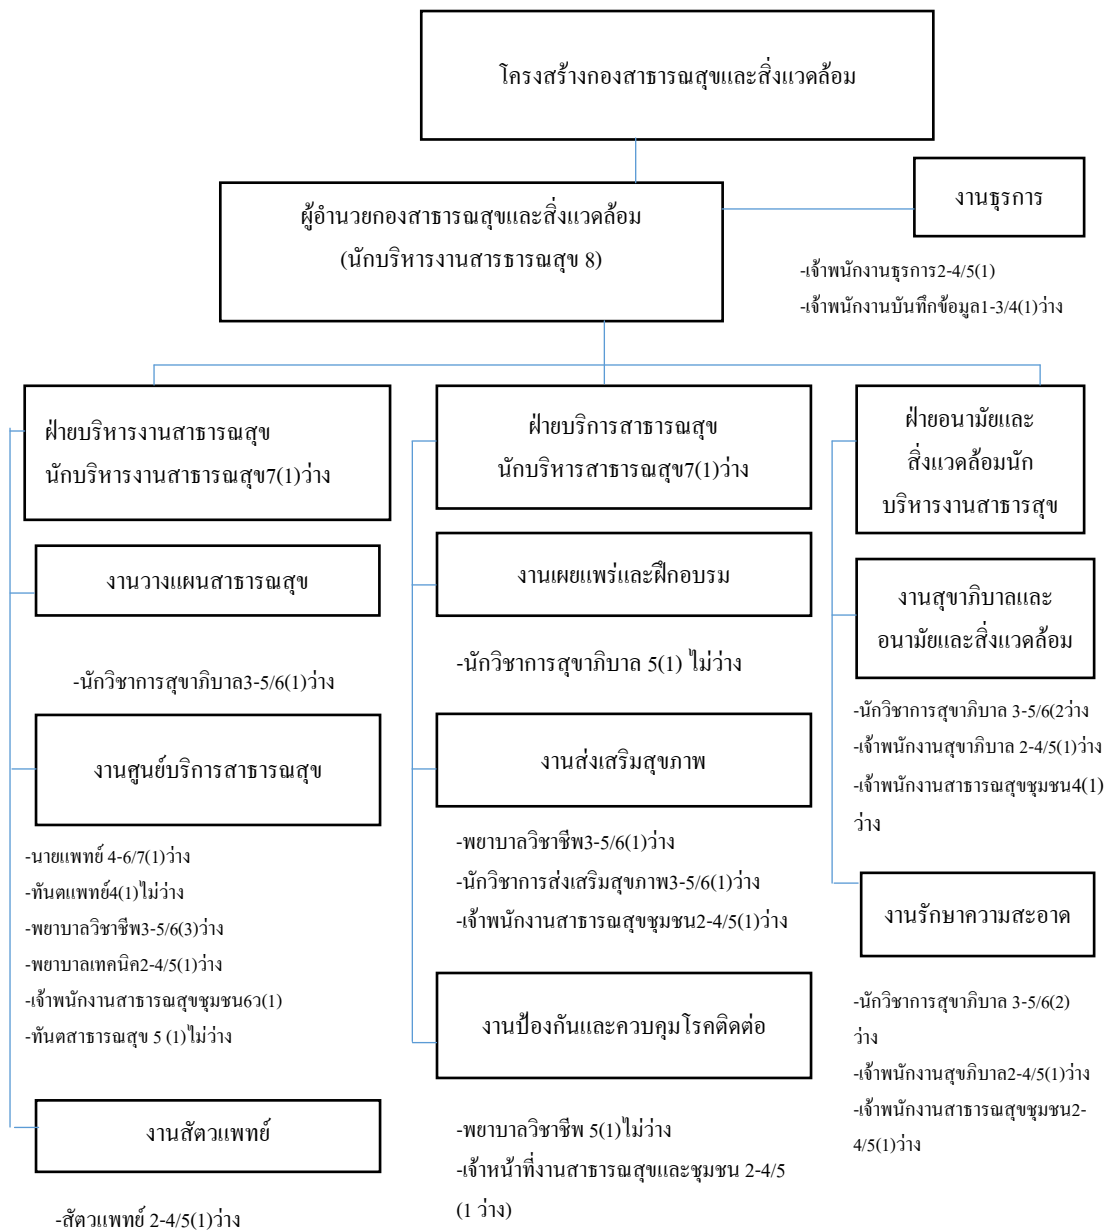 โครงสร้างกองสาธารณสุขและสิ่งแวดล้อม
ผู้อำนวยกองสาธารณสุขและสิ่งแวดล้อม
(นักบริหารงานสารธารณสุข 8)
งานธุรการ
-เจ้าพนักงานธุรการ2-4/5(1)
-เจ้าพนักงานบันทึกข้อมูล1-3/4(1)ว่าง
ฝ่ายบริหารงานสาธารณสุข
นักบริหารงานสาธารณสุข7(1)ว่าง
งานวางแผนสาธารณสุข
-นักวิชาการสุขาภิบาล3-5/6(1)ว่าง
งานศูนย์บริการสาธารณสุข
-นายแพทย์ 4-6/7(1)ว่าง
-ทันตแพทย์4(1)ไม่ว่าง
-พยาบาลวิชาชีพ3-5/6(3)ว่าง
-พยาบาลเทคนิค2-4/5(1)ว่าง
-เจ้าพนักงานสาธารณสุขชุมชน6ว(1)
-ทันตสาธารณสุข 5 (1)ไม่ว่าง
งานสัตวแพทย์
-สัตวแพทย์ 2-4/5(1)ว่าง
ฝ่ายบริการสาธารณสุข
นักบริหารสาธารณสุข7(1)ว่าง
งานเผยแพร่และฝึกอบรม
-นักวิชาการสุขาภิบาล 5(1) ไม่ว่าง
งานส่งเสริมสุขภาพ
-พยาบาลวิชาชีพ3-5/6(1)ว่าง
-นักวิชาการส่งเสริมสุขภาพ3-5/6(1)ว่าง
-เจ้าพนักงานสาธารณสุขชุมชน2-4/5(1)ว่าง
งานป้องกันและควบคุมโรคติดต่อ
-พยาบาลวิชาชีพ 5(1)ไม่ว่าง
-เจ้าหน้าที่งานสาธารณสุขและชุมชน 2-4/5
(1 ว่าง)
ฝ่ายอนามัยและ
สิ่งแวดล้อมนัก
บริหารงานสาธารสุข
งานสุขาภิบาลและ
อนามัยและสิ่งแวดล้อม
-นักวิชาการสุขาภิบาล 3-5/6(2ว่าง
-เจ้าพนักงานสุขาภิบาล 2-4/5(1)ว่าง
-เจ้าพนักงานสาธารณสุขชุมชน4(1)
ว่าง
งานรักษาความสะอาด
-นักวิชาการสุขาภิบาล 3-5/6(2)
ว่าง
-เจ้าพนักงานสุขภิบาล2-4/5(1)ว่าง
-เจ้าพนักงานสาธารณสุขชุมชน2-
4/5(1)ว่าง